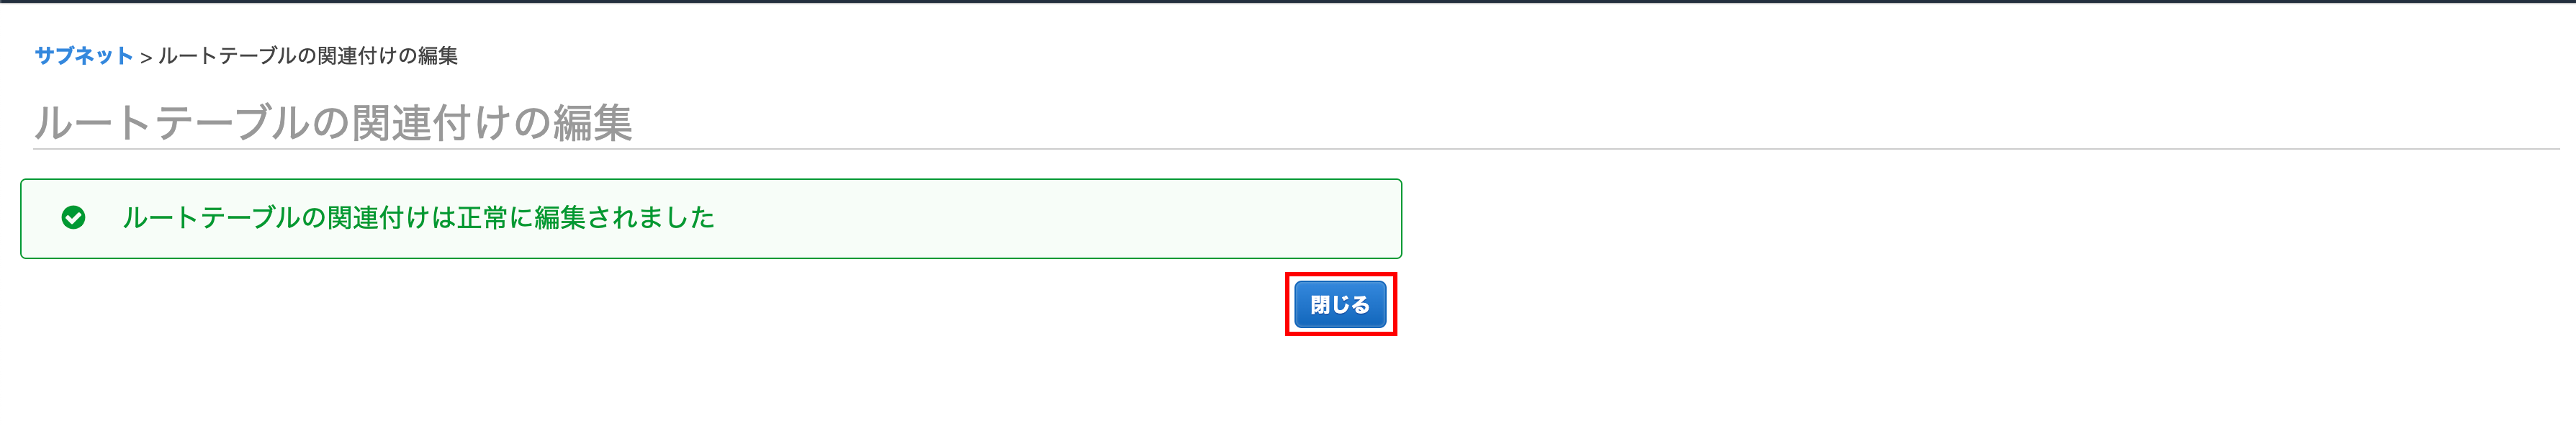 サブネット > ルートテーブルの関連付けの編集
ルートテーブルの関連付けの編集
ルートテーブルの関連付けは正常に編集されました
閉じる